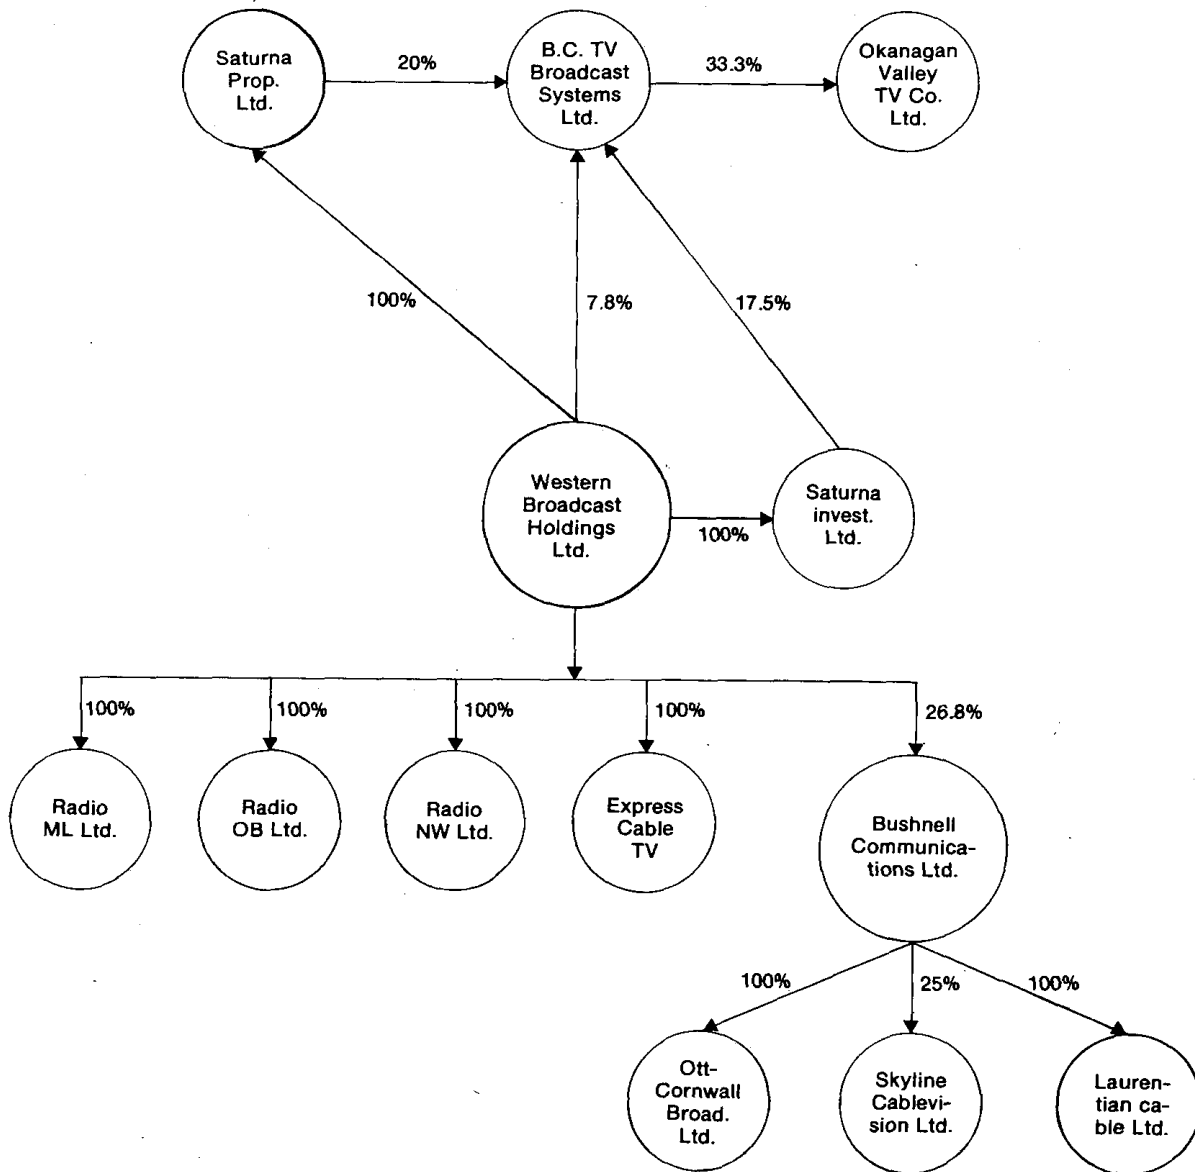 Saturna
Prop.
Ltd.
20%
B.C. TV
Broadcast
Systems
Ltd.
33.3%
Okanagan
Valley
TV Co.
Ltd.
100%
7.8%
17.5%
Western
Broadcast
Holdings
Ltd.
100%
Saturna
invest.
Ltd.
100%
100%
100%
100%
26.8%
Radio
ML Ltd.
Radio
OB Ltd.
Radio
NW Ltd.
Express
Cable
TV
Bushnell
Communica-
tions Ltd.
100%
25%
100%
Ott-
Cornwall
Broad.
Ltd.
Skyline
Cablevi-
sion Ltd.
Lauren-
tian ca-
ble Ltd.